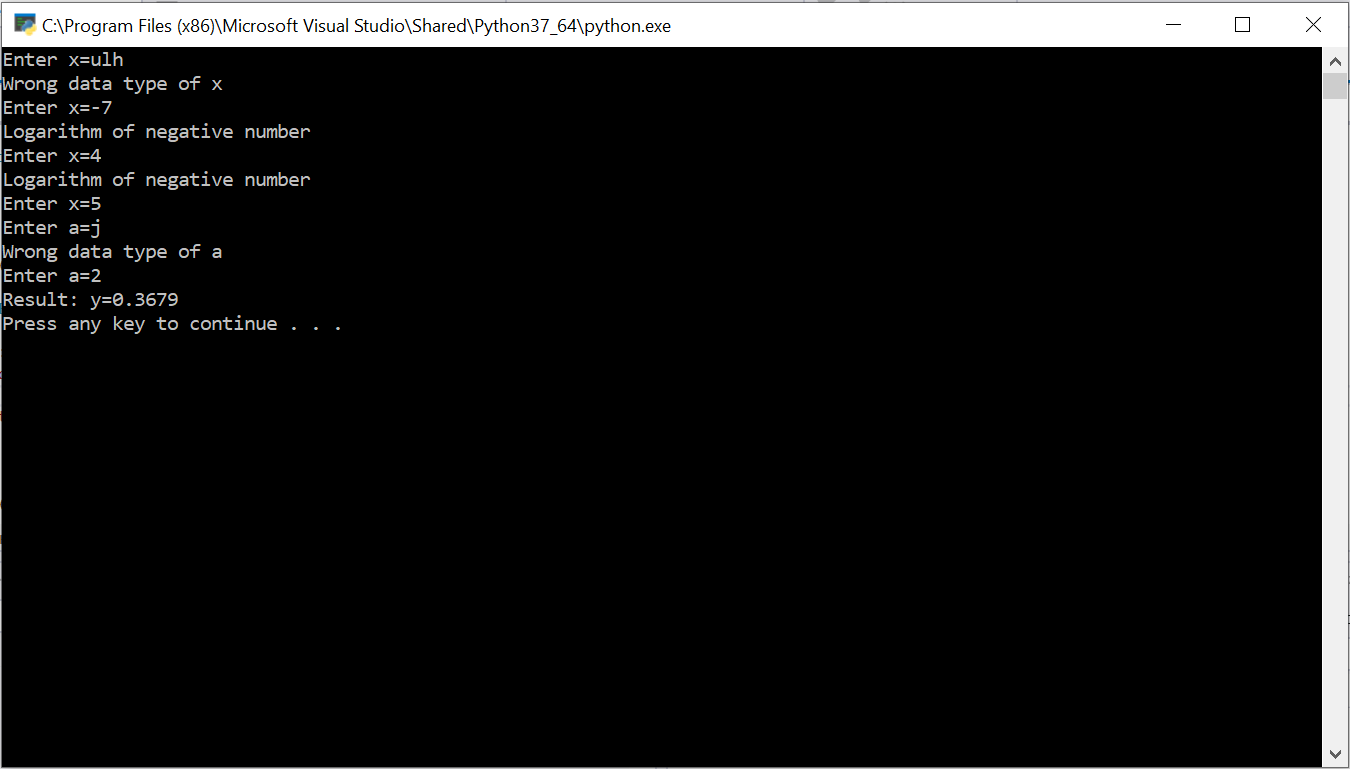 C:\Program Files (x86)\Microsoft Visual Studio\Shared\Python37_64\python.exe
Enter x=ulh
Wrong data type of x
Enter x=-7
Logarithm of negative number
Enter x=4
Logarithm of negative number
Enter x=5
Enter a=j
Wrong data type of a
Enter a=2
Result: y=0.3679
Press any key to continue . . .